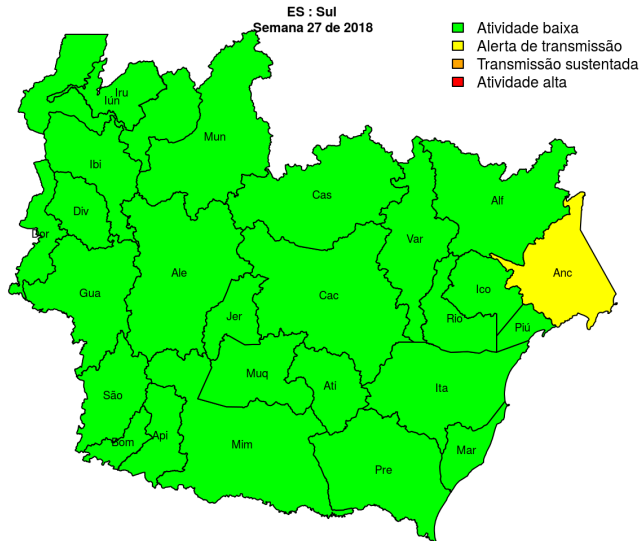 ES : Sul
Semana 27 de 2018
Atividade baixa
Alerta de transmissão
Transmissão sustentada
Atividade alta
Iru
Iún
Mun
Ibi
Cas
Alf
Div
Dor
Var
Ale
Anc
Gua
Cac
Ico
Jer
Rio
Piú
Muq
Ati
Ita
São
Api
Bom
Mim
Mar
Pre